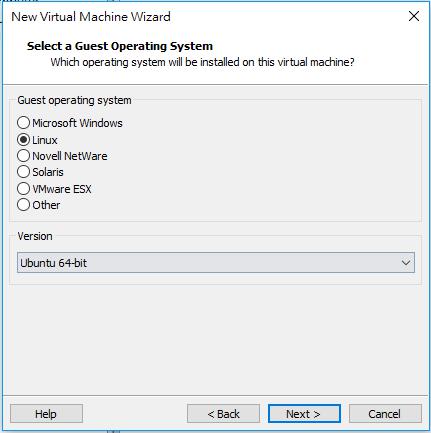 New Virtual Machine Wizard
Select a Guest Operating System
Which operating system will be installed on this virtual machine?
Guest operating system
Microsoft Windows
Linux
Novell NetWare
Solaris
VMware ESX
Other
Version
Ubuntu 64-bit
Help
< Back
Next >
Cancel